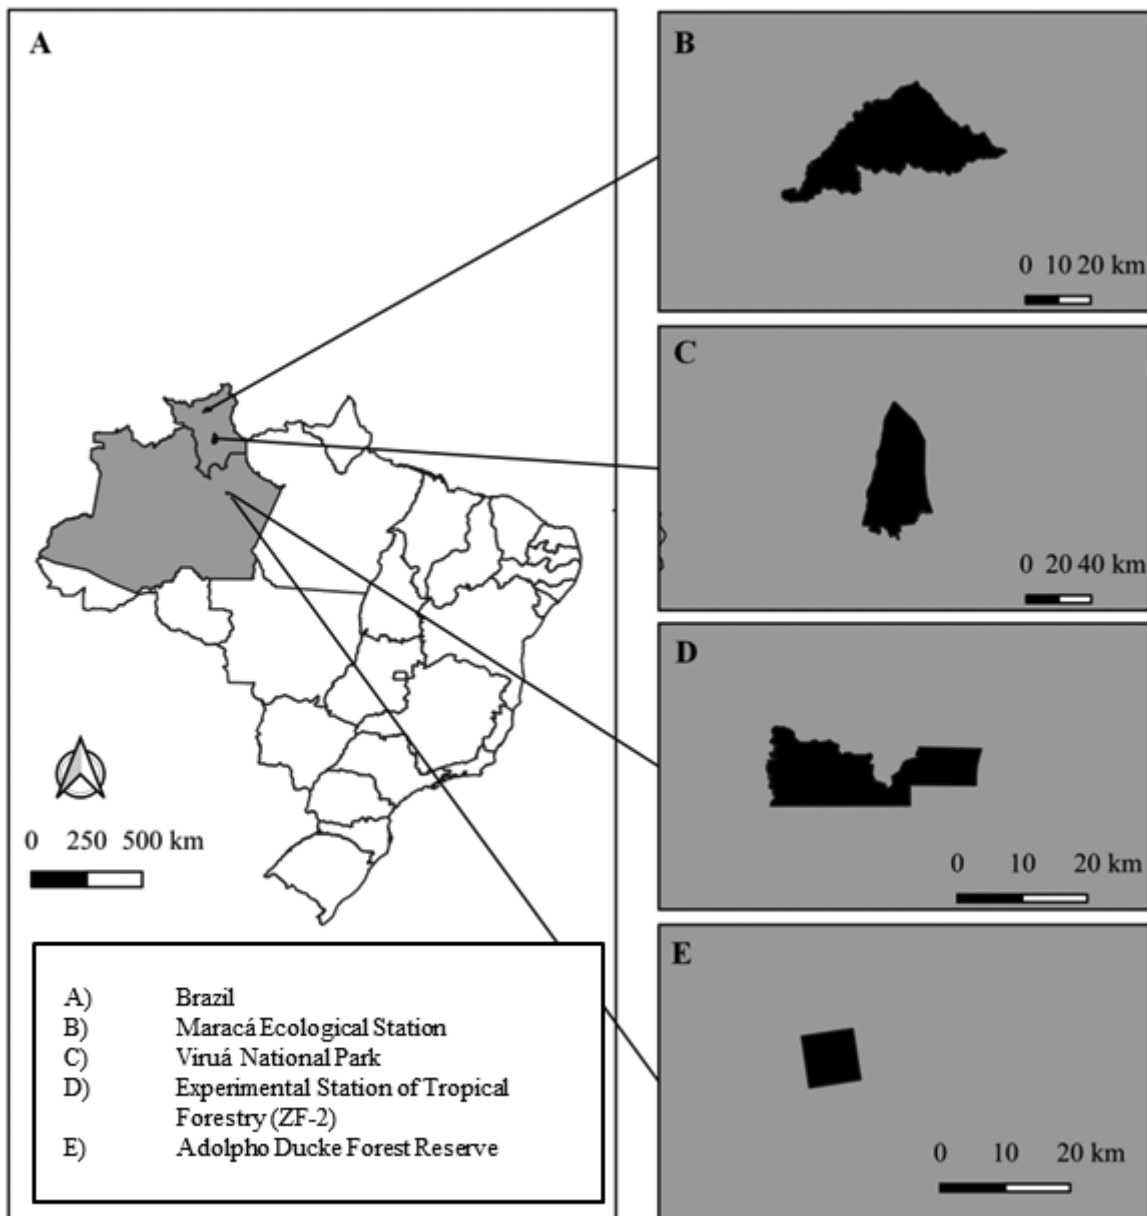 A
B
0 10 20 km
C
0 20 40 km
D
0 10 20 km
E
0 10 20 km
0 250 500 km
A) Brazil
B) Maracá Ecological Station
C) Viruá National Park
D) Experimental Station of Tropical
Forestry (ZF-2)
E) Adolpho Ducke Forest Reserve